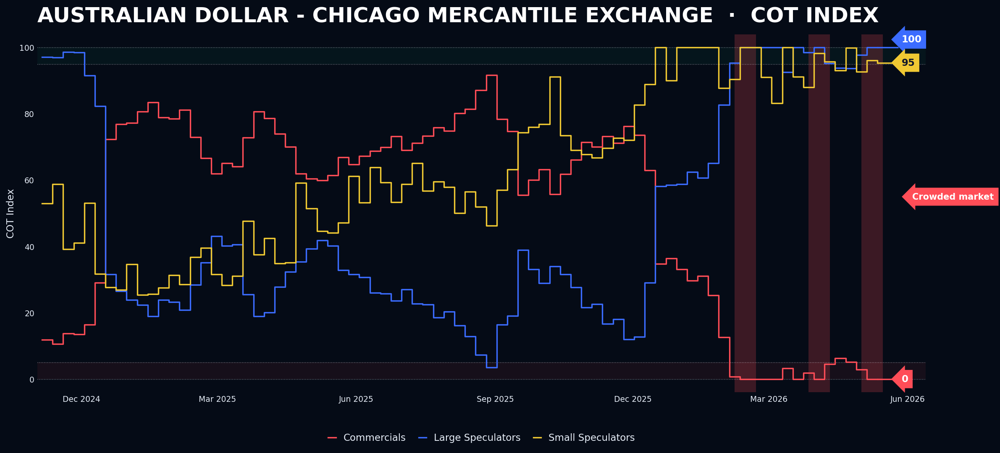 AUSTRALIAN DOLLAR - CHICAGO MERCANTILE EXCHANGE · COT INDEX
100
95
Crowded market
0
COT Index
100
80
60
40
20
0
Dec 2024
Mar 2025
Jun 2025
Sep 2025
Dec 2025
Mar 2026
Jun 2026
Commercials
Large Speculators
Small Speculators